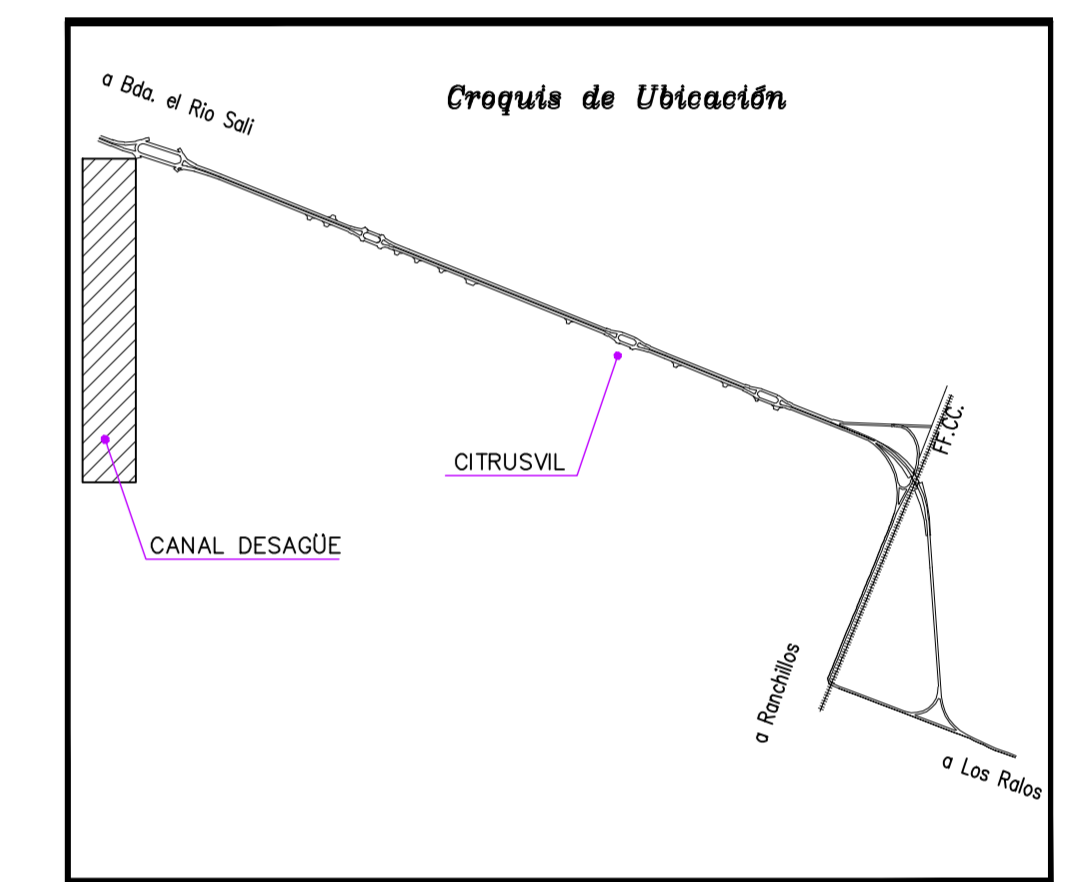 a Bda. el Rio Sali
Croquis de Ubicación
FF.CC.
CITRUSVIL
CANAL DESAGÜE
a Ranchillos
a Los Ralos